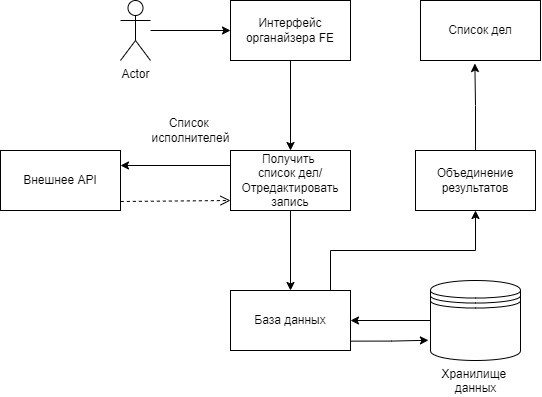 Actor
Интерфейс
органайзера FE
Список дел
Список
исполнителей
Внешнее API
Получить
список дел/
Отредактировать
запись
Объединение
результатов
База данных
Хранилище
данных